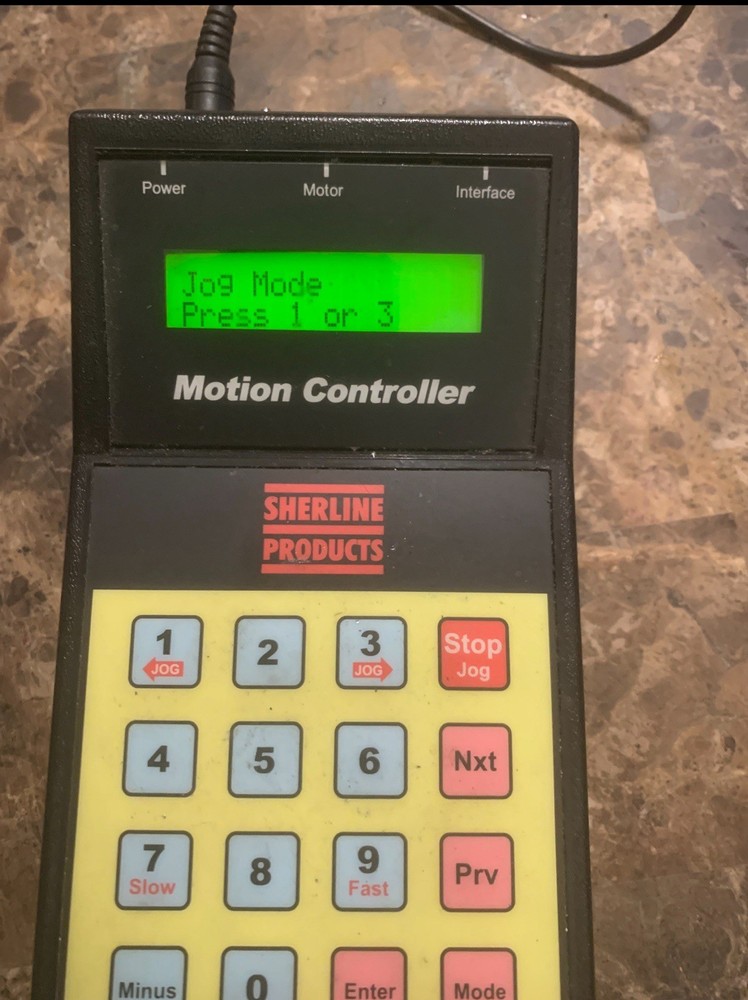 Power Motor Interface
Jog Mode
Press 1 or 3
Motion Controller
SHERLINE
PRODUCTS
1 2 3 Stop
JOG JOG Jog
4 5 6 Nxt
7 8 9 Prv
Slow Fast
Minus 0 Enter Mode